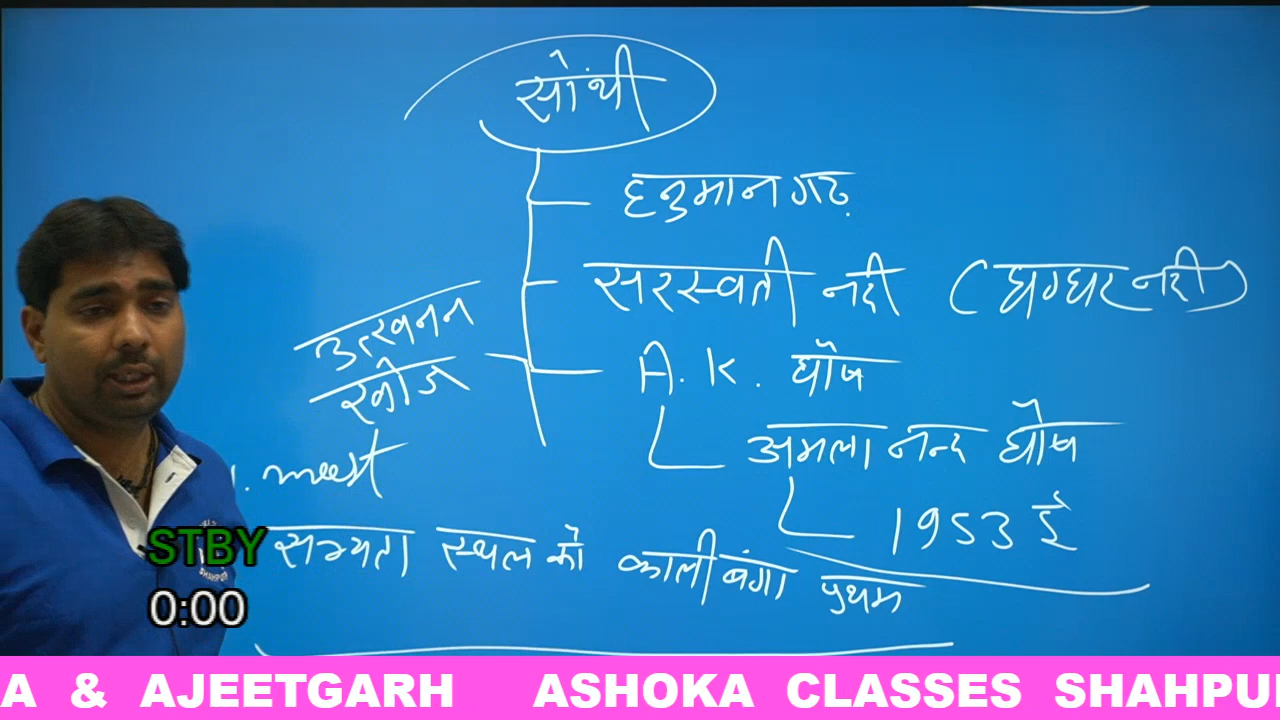 सोंथी
हनुमानगढ़
सरस्वती नदी (घग्घर नदी)
उत्खनन
खोज
A. K. घोष
अमलानन्द घोष
1953 ई
सभ्यता स्थल को कालीबंगा प्रथम
STBY
0:00
SHAHPUR
A & AJEETGARH ASHOKA CLASSES SHAHPU